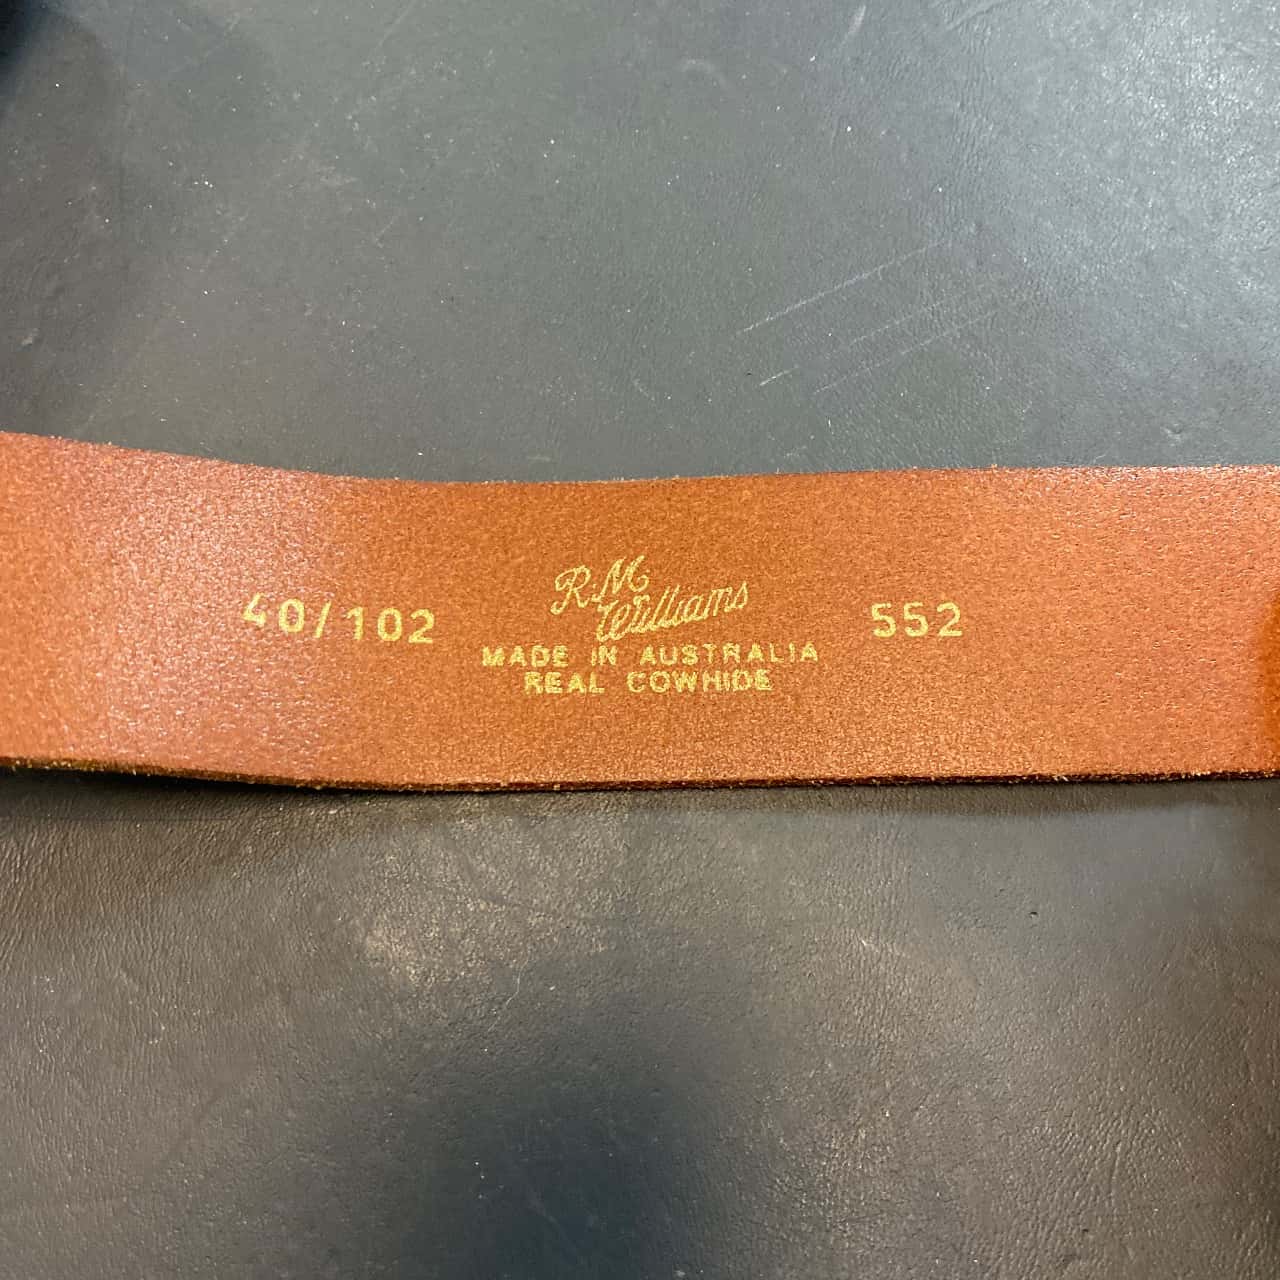 40/102
R.M.
Williams
MADE IN AUSTRALIA
REAL COWHIDE
552